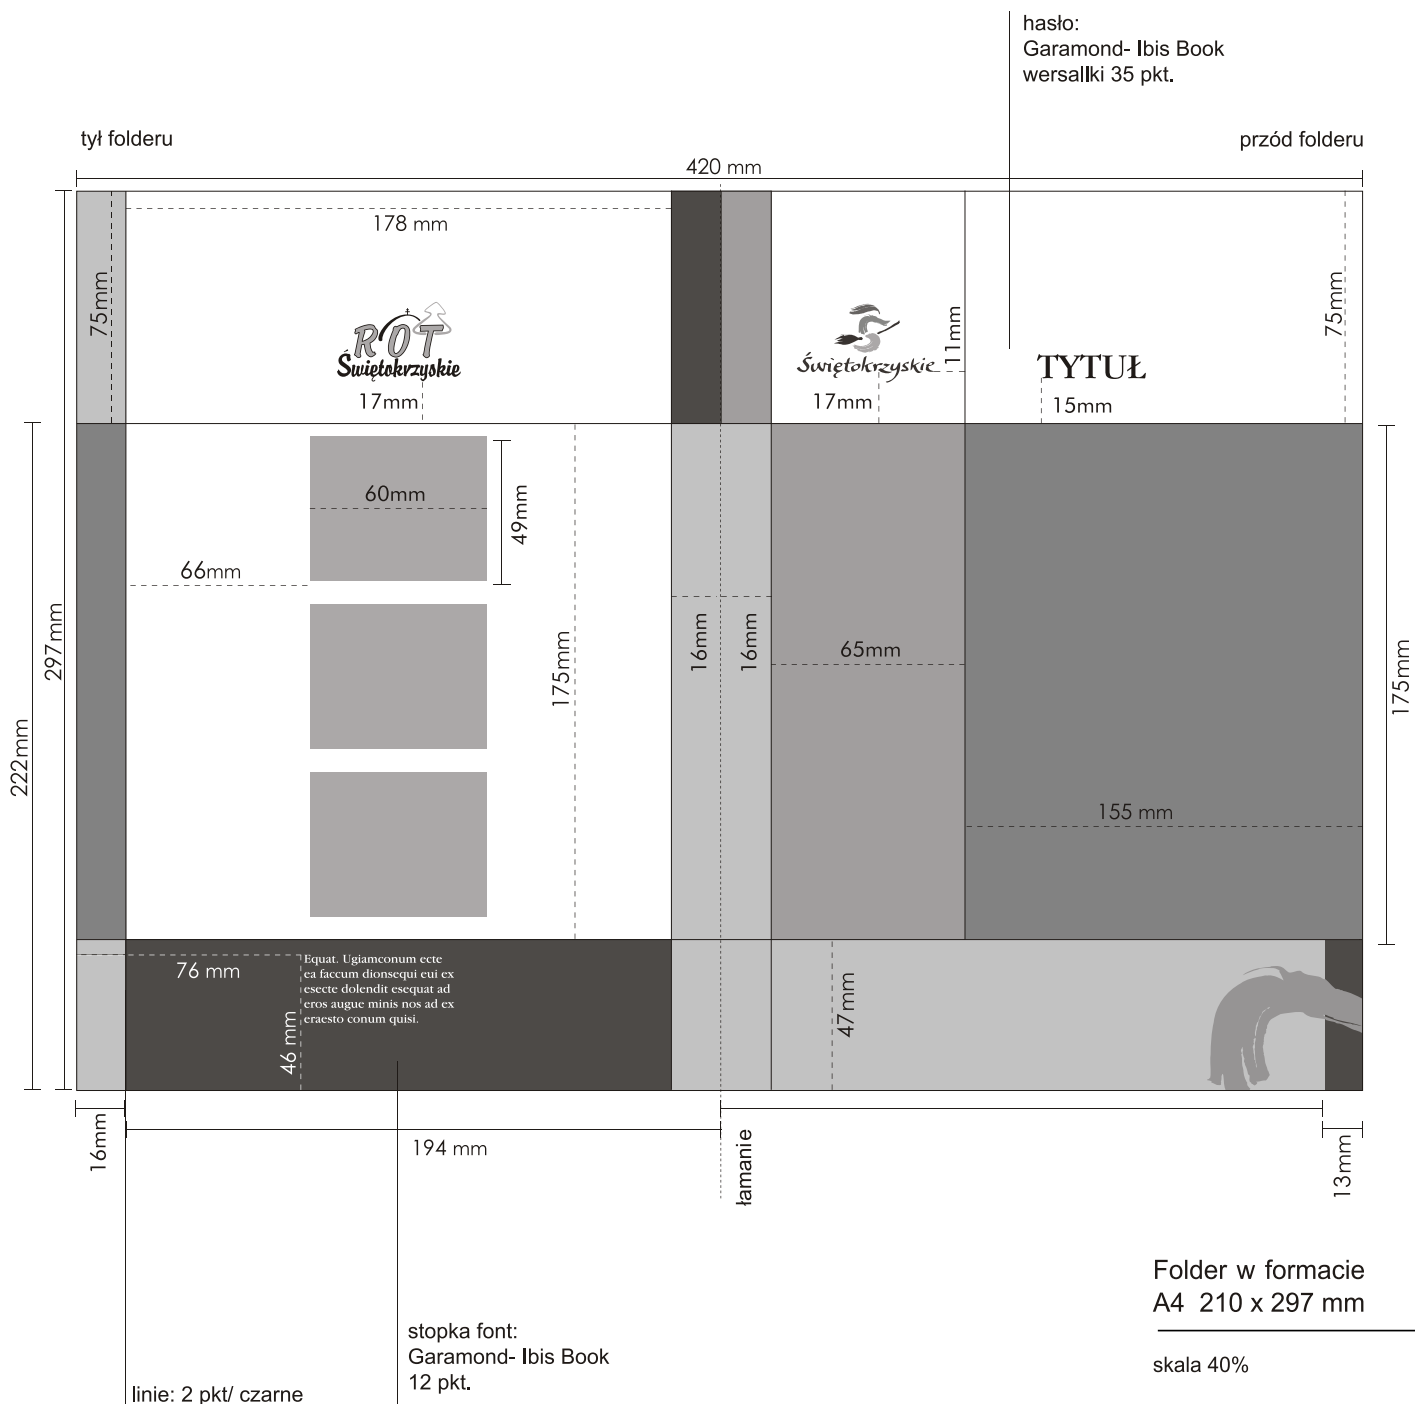 hasło:
Garamond- Ibis Book
wersallki 35 pkt.
tył folderu
przód folderu
420 mm
178 mm
75mm
75mm
ROT
Świętokrzyskie
Świętokrzyskie
11mm
TYTUŁ
17mm
17mm
15mm
60mm
49mm
66mm
297mm
222mm
175mm
16mm
16mm
65mm
175mm
155 mm
76 mm
Equat. Ugiamconum ecte
ea faccum dionsequi eui ex
esecte dolendit esequat ad
eros augue minis nos ad ex
eraesto conum quisi.
46 mm
47mm
16mm
194 mm
łamanie
13mm
Folder w formacie
A4 210 x 297 mm
skala 40%
stopka font:
Garamond- Ibis Book
12 pkt.
linie: 2 pkt/ czarne